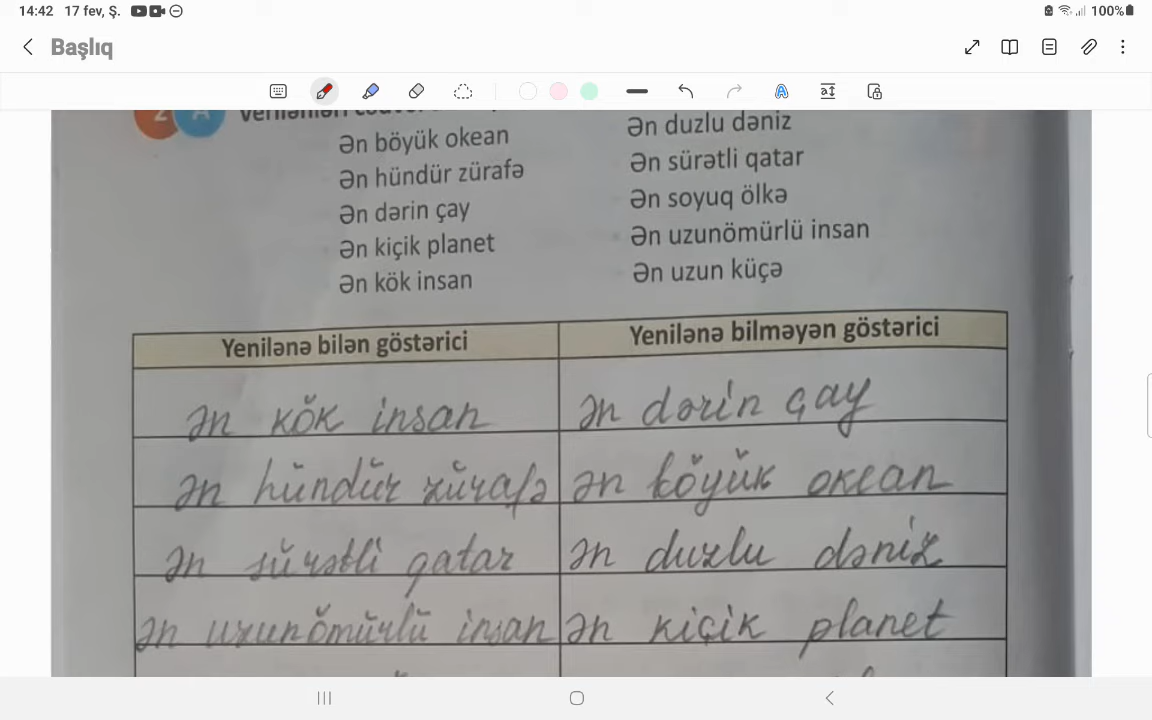 14:42 17 fev, Ş. 100%
Başlıq
2 A Verilənləri
Ən böyük okean
Ən hündür zürafə
Ən dərin çay
Ən kiçik planet
Ən kök insan
Ən duzlu dəniz
Ən sürətli qatar
Ən soyuq ölkə
Ən uzunömürlü insan
Ən uzun küçə
Yenilənə bilən göstərici Yenilənə bilməyən göstərici
Ən kök insan Ən dərin çay
Ən hündür zürafə Ən böyük okean
Ən sürətli qatar Ən duzlu dəniz
Ən uzunömürlü insan Ən kiçik planet